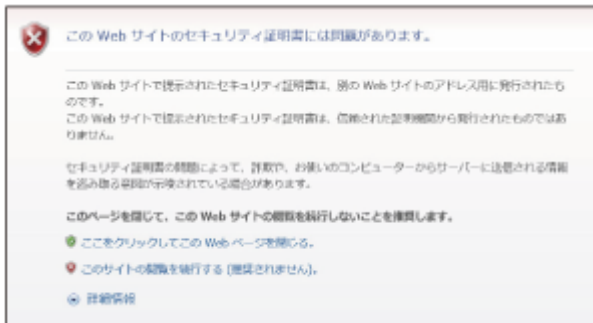 この Web サイトのセキュリティ証明書には問題があります。
この Web サイトで提示されたセキュリティ証明書は、別の Web サイトのアドレス用に発行されたも
のです。
この Web サイトで提示されたセキュリティ証明書は、信頼された証明機関から発行されたものではあ
りません。
セキュリティ証明書の問題によって、詐欺や、お使いのコンピューターからサーバーに送信される情報
を盗み取る意図が示唆されている場合があります。
このページを閉じて、この Web サイトの閲覧を続行しないことを推奨します。
ここをクリックしてこの Web ページを閉じる。
このサイトの閲覧を続行する (推奨されません)。
詳細情報